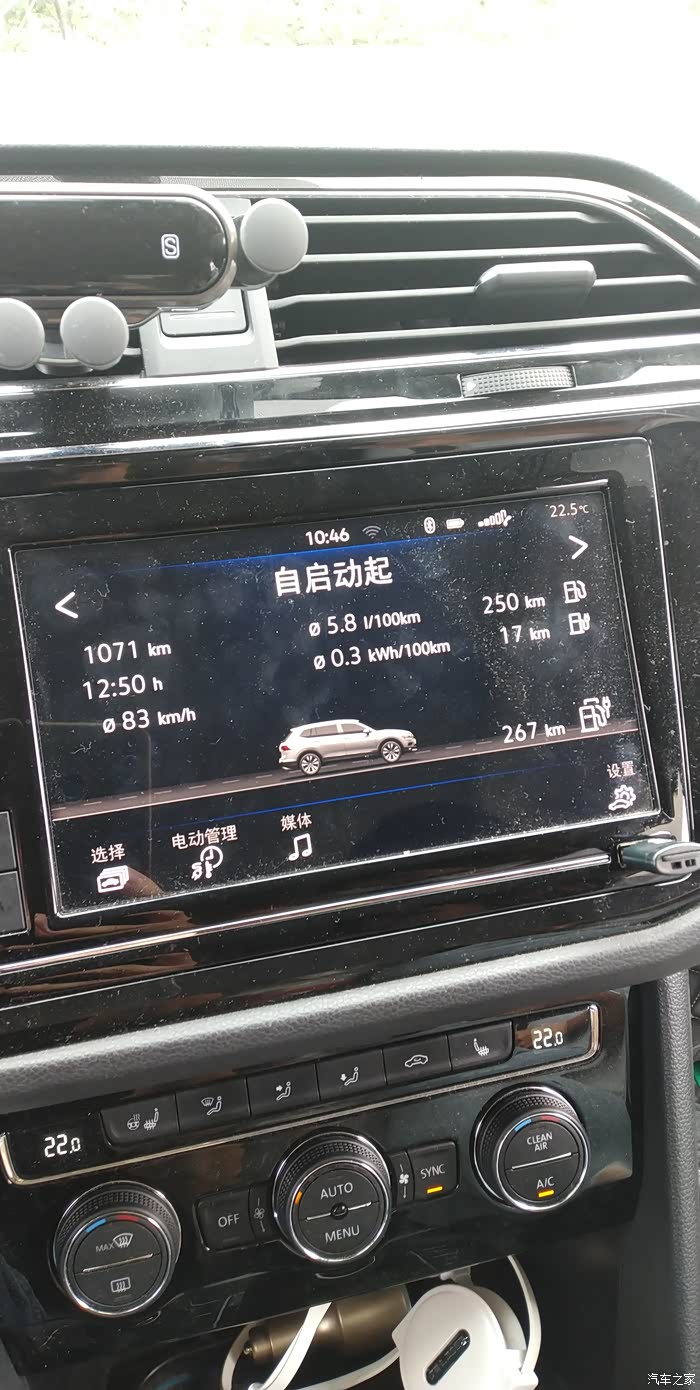 S
10:46
22.5℃
自启动起
1071 km
ø 5.8 l/100km
250 km
12:50 h
ø 0.3 kWh/100km
17 km
ø 83 km/h
267 km
选择
电动管理
媒体
设置
22.0
22.0
MAX
OFF
AUTO
MENU
SYNC
CLEAN
AIR
A/C
汽车之家